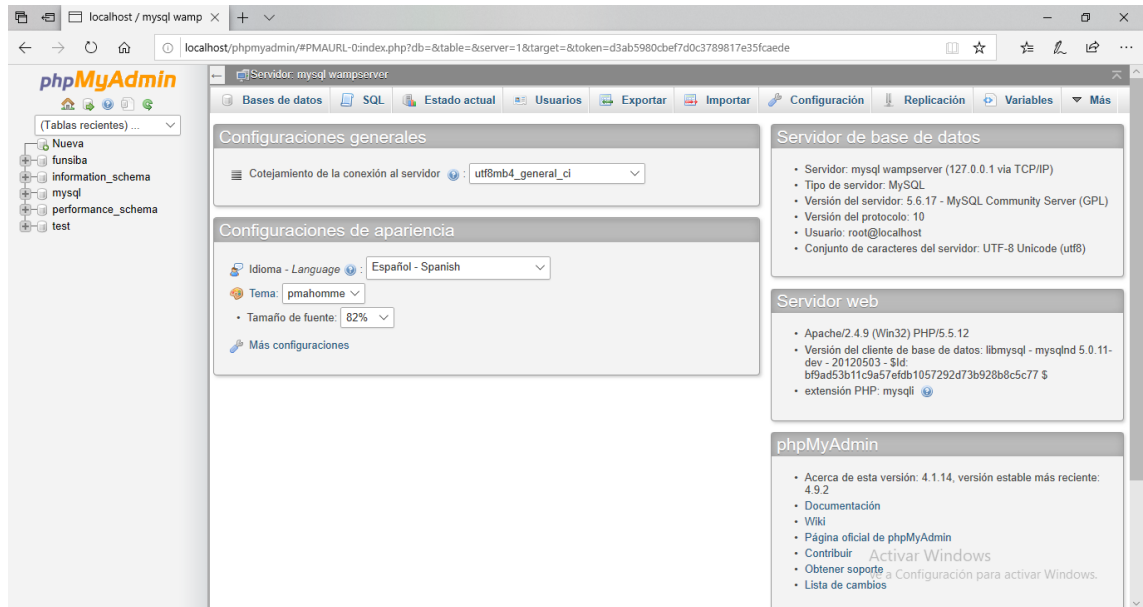 localhost / mysql wamp
localhost/phpmyadmin/#PMAURL-0:index.php?db=&table=&server=1&target=&token=d3ab5980cbef7d0c3789817e35fcaede
phpMyAdmin
(Tablas recientes) ...
Nueva
funsiba
information_schema
mysql
performance_schema
test
Servidor: mysql wampserver
Bases de datos SQL Estado actual Usuarios Exportar Importar Configuración Replicación Variables Más
Configuraciones generales
Cotejamiento de la conexión al servidor : utf8mb4_general_ci
Configuraciones de apariencia
Idioma - Language : Español - Spanish
Tema: pmahomme
Tamaño de fuente: 82%
Más configuraciones
Servidor de base de datos
Servidor: mysql wampserver (127.0.0.1 via TCP/IP)
Tipo de servidor: MySQL
Versión del servidor: 5.6.17 - MySQL Community Server (GPL)
Versión del protocolo: 10
Usuario: root@localhost
Conjunto de caracteres del servidor: UTF-8 Unicode (utf8)
Servidor web
Apache/2.4.9 (Win32) PHP/5.5.12
Versión del cliente de base de datos: libmysql - mysqlnd 5.0.11-
dev - 20120503 - $Id:
bf9ad53b11c9a57efdb1057292d73b928b8c5c77 $
extensión PHP: mysqli
phpMyAdmin
Acerca de esta versión: 4.1.14, versión estable más reciente:
4.9.2
Documentación
Wiki
Página oficial de phpMyAdmin
Contribuir
Obtener soporte
Lista de cambios
Activar Windows
Ve a Configuración para activar Windows.